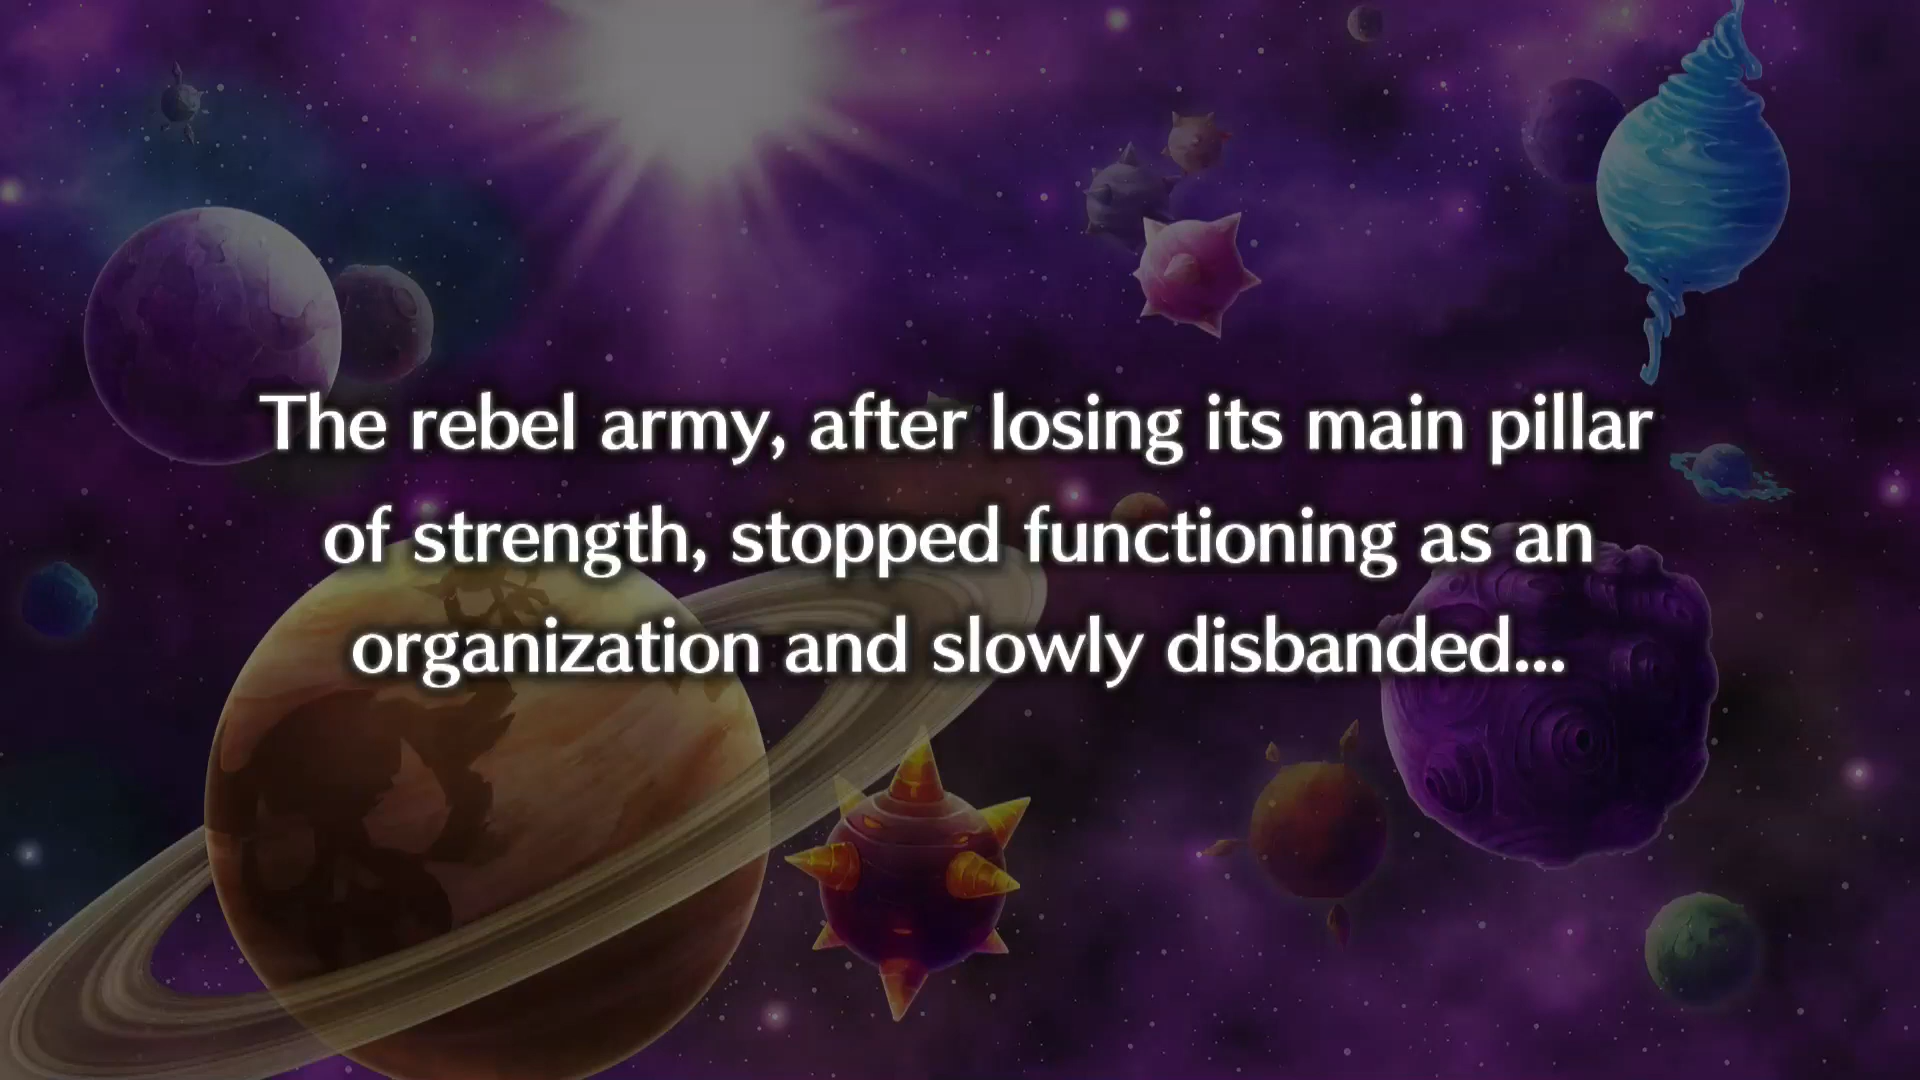 The rebel army, after losing its main pillar
of strength, stopped functioning as an
organization and slowly disbanded...